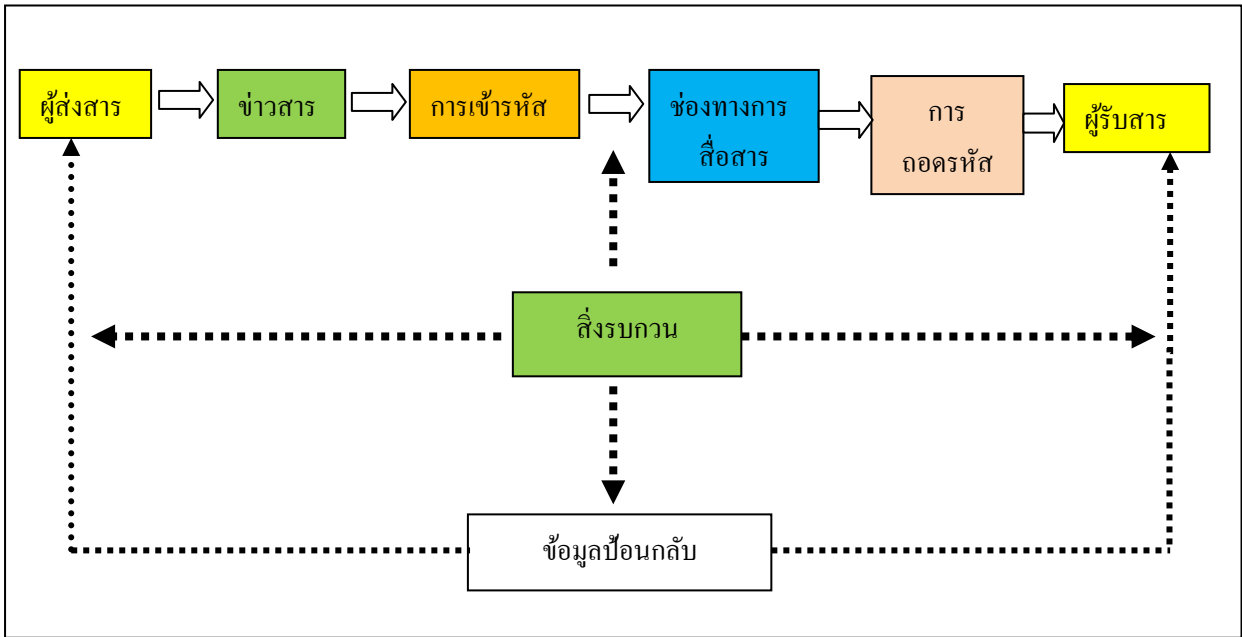 ผู้ส่งสาร
ข่าวสาร
การเข้ารหัส
ช่องทางการ
สื่อสาร
การ
ถอดรหัส
ผู้รับสาร
สิ่งรบกวน
ข้อมูลป้อนกลับ